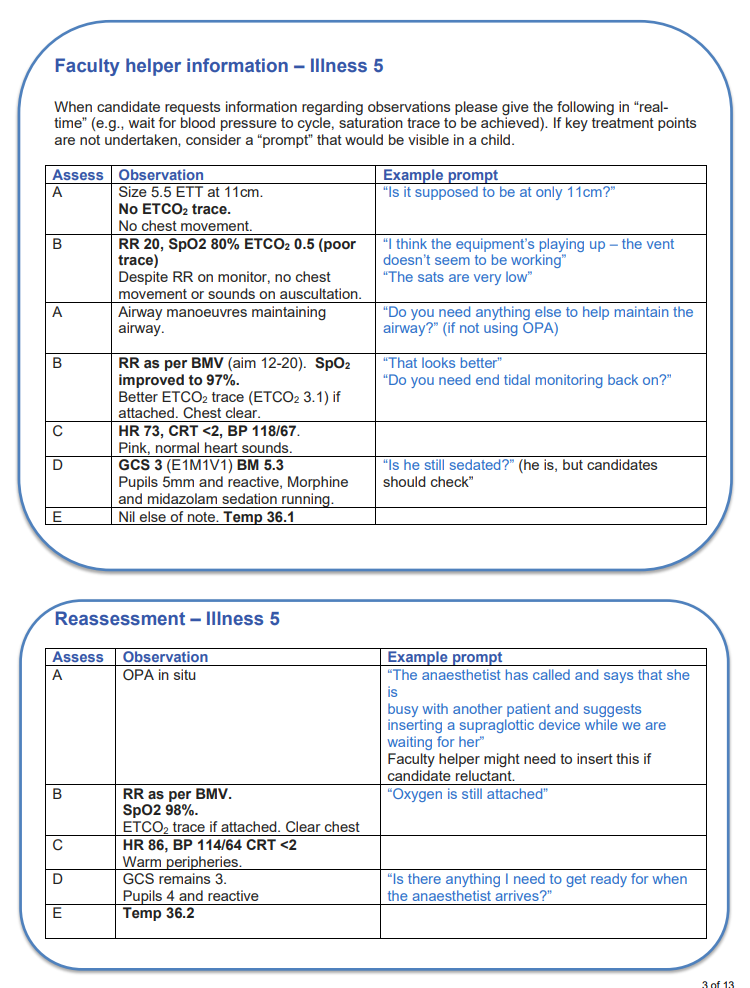 Faculty helper information – Illness 5
When candidate requests information regarding observations please give the following in “real-
time” (e.g., wait for blood pressure to cycle, saturation trace to be achieved). If key treatment points
are not undertaken, consider a “prompt” that would be visible in a child.
Assess Observation Example prompt
A Size 5.5 ETT at 11cm. “Is it supposed to be at only 11cm?”
No ETCO₂ trace.
No chest movement.
B RR 20, SpO2 80% ETCO₂ 0.5 (poor “I think the equipment’s playing up – the vent
trace) doesn’t seem to be working”
Despite RR on monitor, no chest “The sats are very low”
movement or sounds on auscultation.
A Airway manoeuvres maintaining “Do you need anything else to help maintain the
airway. airway?” (if not using OPA)
B RR as per BMV (aim 12-20). SpO₂ “That looks better”
improved to 97%. “Do you need end tidal monitoring back on?”
Better ETCO₂ trace (ETCO₂ 3.1) if
attached. Chest clear.
C HR 73, CRT <2, BP 118/67.
Pink, normal heart sounds.
D GCS 3 (E1M1V1) BM 5.3 “Is he still sedated?” (he is, but candidates
Pupils 5mm and reactive, Morphine should check”
and midazolam sedation running.
E Nil else of note. Temp 36.1
Reassessment – Illness 5
Assess Observation Example prompt
A OPA in situ “The anaesthetist has called and says that she
is
busy with another patient and suggests
inserting a supraglottic device while we are
waiting for her”
Faculty helper might need to insert this if
candidate reluctant.
B RR as per BMV. “Oxygen is still attached”
SpO2 98%.
ETCO₂ trace if attached. Clear chest
C HR 86, BP 114/64 CRT <2
Warm peripheries.
D GCS remains 3. “Is there anything I need to get ready for when
Pupils 4 and reactive the anaesthetist arrives?”
E Temp 36.2
3 of 13